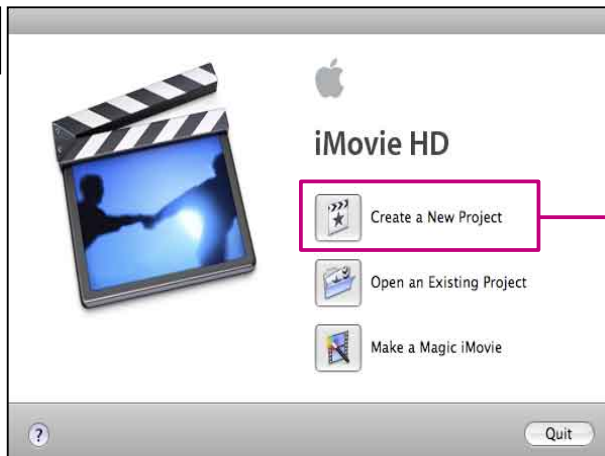 iMovie HD
Create a New Project
Open an Existing Project
Make a Magic iMovie
?
Quit